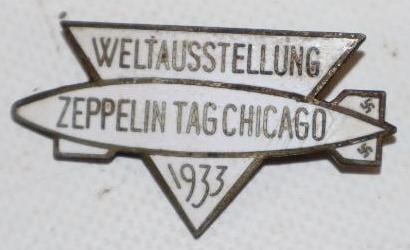 WELTAUSSTELLUNG
ZEPPELIN TAG CHICAGO
1933